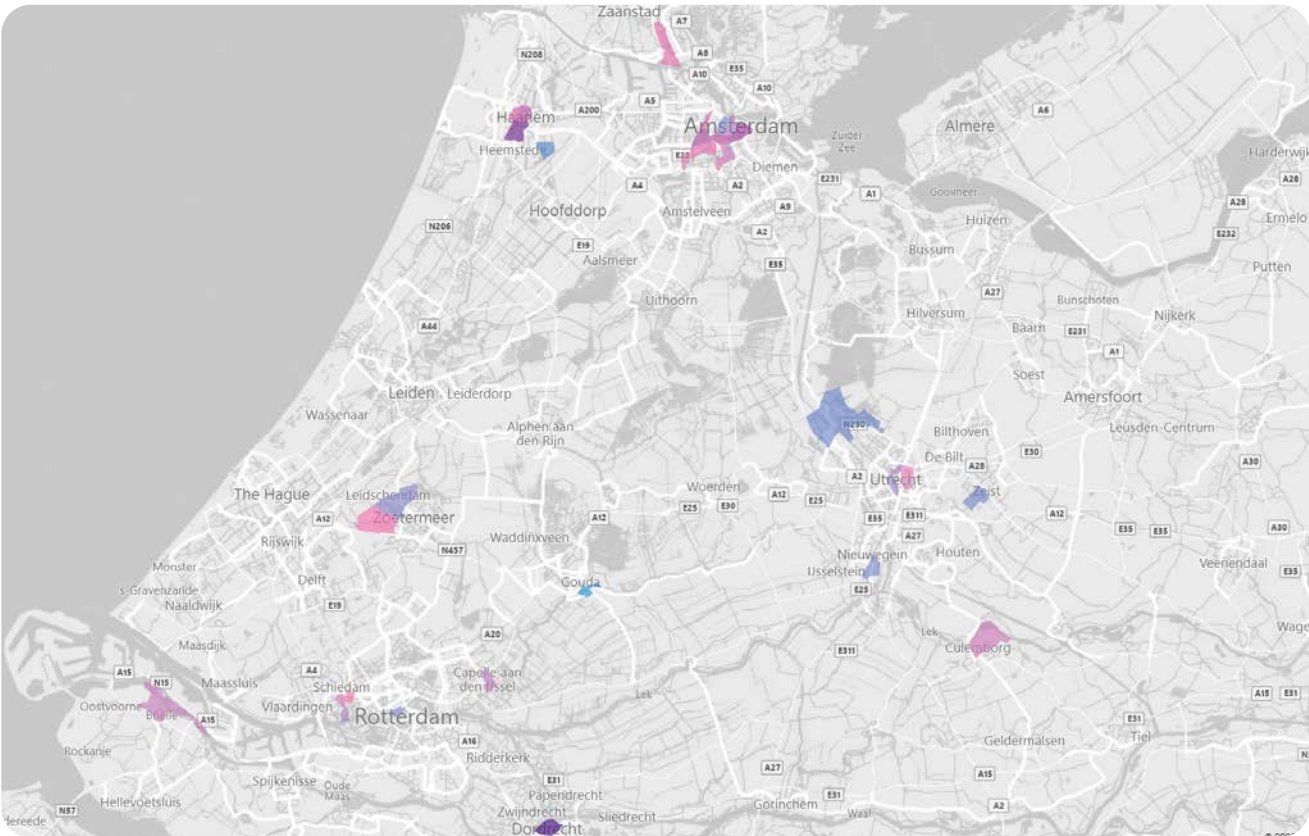 Zaanstad
A7
N208
A8
A10
E35
A10
A5
A200
A6
Haarlem
Amsterdam
Almere
Zuider
Zee
Heemstede
E22
Diemen
Harderwijk
A28
E231
A4
A2
A1
Gooimeer
A28
Hoofddorp
Amstelveen
A9
Huizen
Ermelo
N206
A2
E232
E19
Bussum
Aalsmeer
E35
Putten
Uithoorn
A27
Bunschoten
Hilversum
Nijkerk
A44
Baarn
E231
A1
Soest
Leiden
Leiderdorp
Amersfoort
Wassenaar
Alphen aan
den Rijn
N230
Bilthoven
Leusden-Centrum
De Bilt
E30
A30
A28
The Hague
Leidschendam
Woerden
A2
Utrecht
Zeist
A12
E25
A12
Zoetermeer
A12
E25
E30
E35
E311
A12
E35
E35
A30
Rijswijk
Waddinxveen
A27
N457
Nieuwegein
Houten
Monster
IJsselstein
Veenendaal
E35
Delft
Gouda
's-Gravenzande
E25
Naaldwijk
E19
Lek
A20
Maasdijk
Culemborg
E311
A15
A4
Capelle aan
den IJssel
N15
Maassluis
Schiedam
Lek
A15
E31
Oostvoorne
Brielle
A15
Vlaardingen
Rotterdam
E31
Tiel
A16
Geldermalsen
Rockanje
Ridderkerk
A27
A15
Spijkenisse
Oude
Maas
E31
Papendrecht
E31
Hellevoetsluis
Gorinchem
A2
N57
Zwijndrecht
Sliedrecht
Waal
Dordrecht